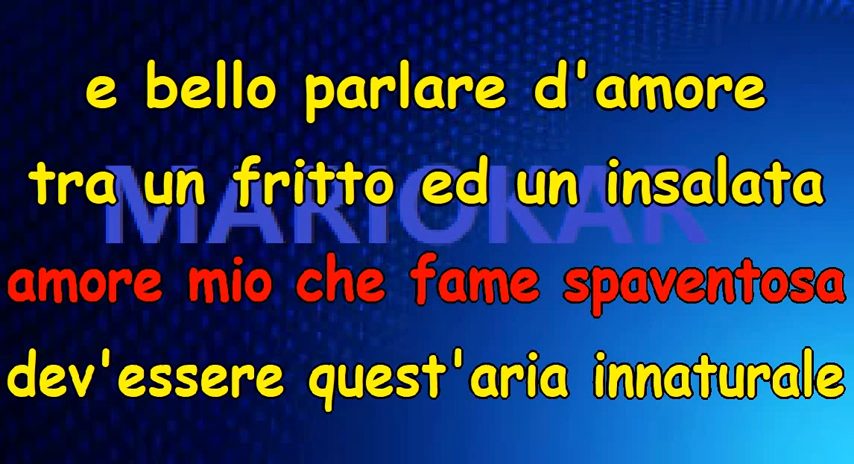 e bello parlare d'amore
tra un fritto ed un insalata
MARIOKAR
amore mio che fame spaventosa
dev'essere quest'aria innaturale